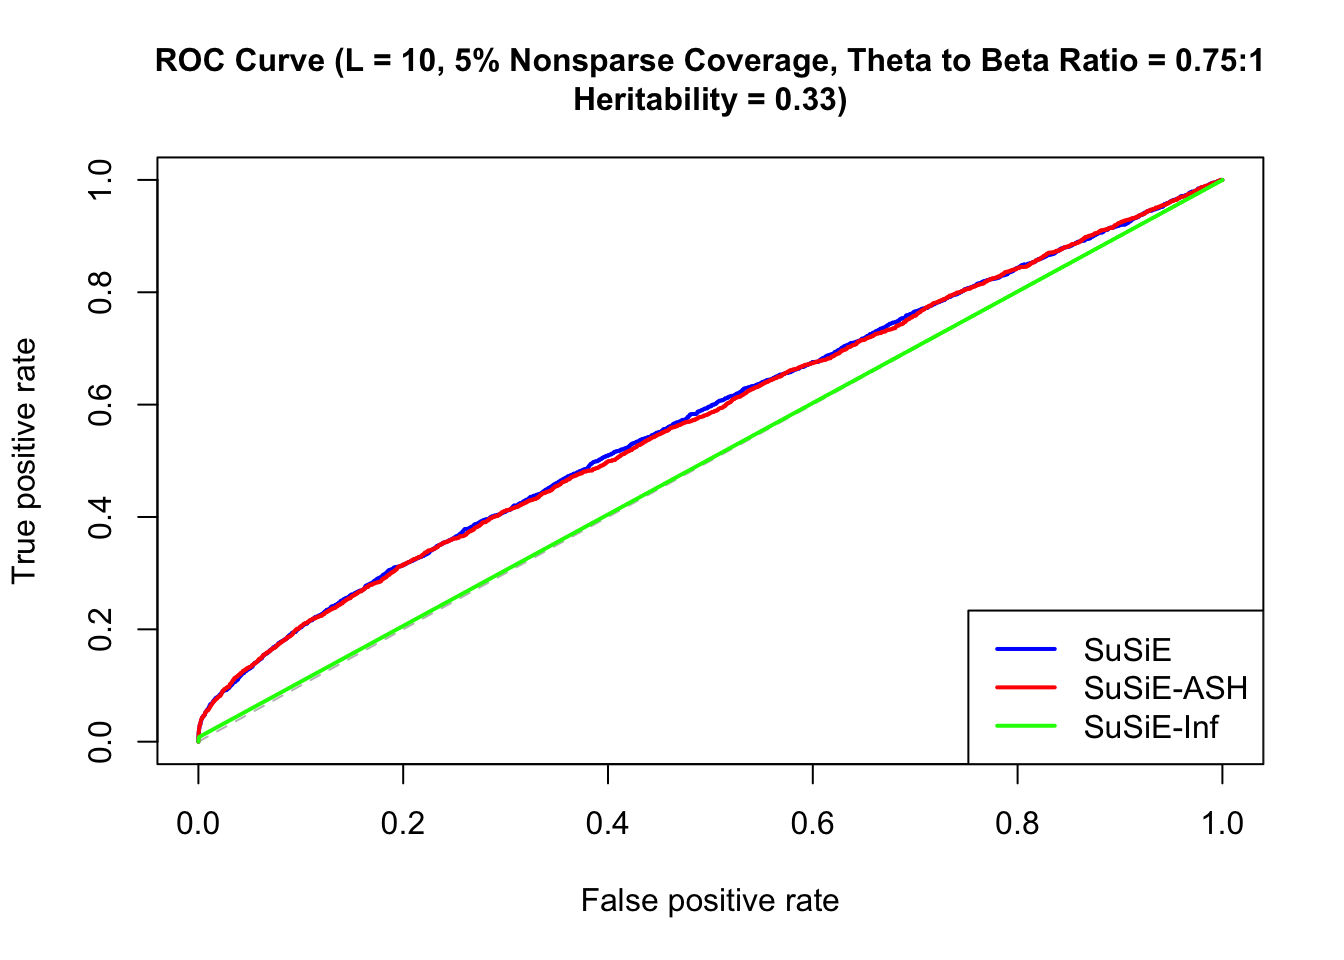 ROC Curve (L = 10, 5% Nonsparse Coverage, Theta to Beta Ratio = 0.75:1
Heritability = 0.33)
True positive rate
1.0
0.8
0.6
0.4
0.2
0.0
SuSiE
SuSiE-ASH
SuSiE-Inf
0.0 0.2 0.4 0.6 0.8 1.0
False positive rate